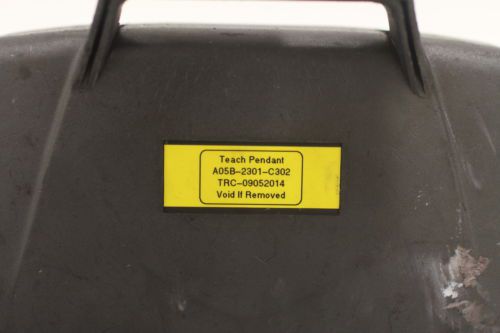 Teach Pendant
A05B-2301-C302
TRC-09052014
Void If Removed